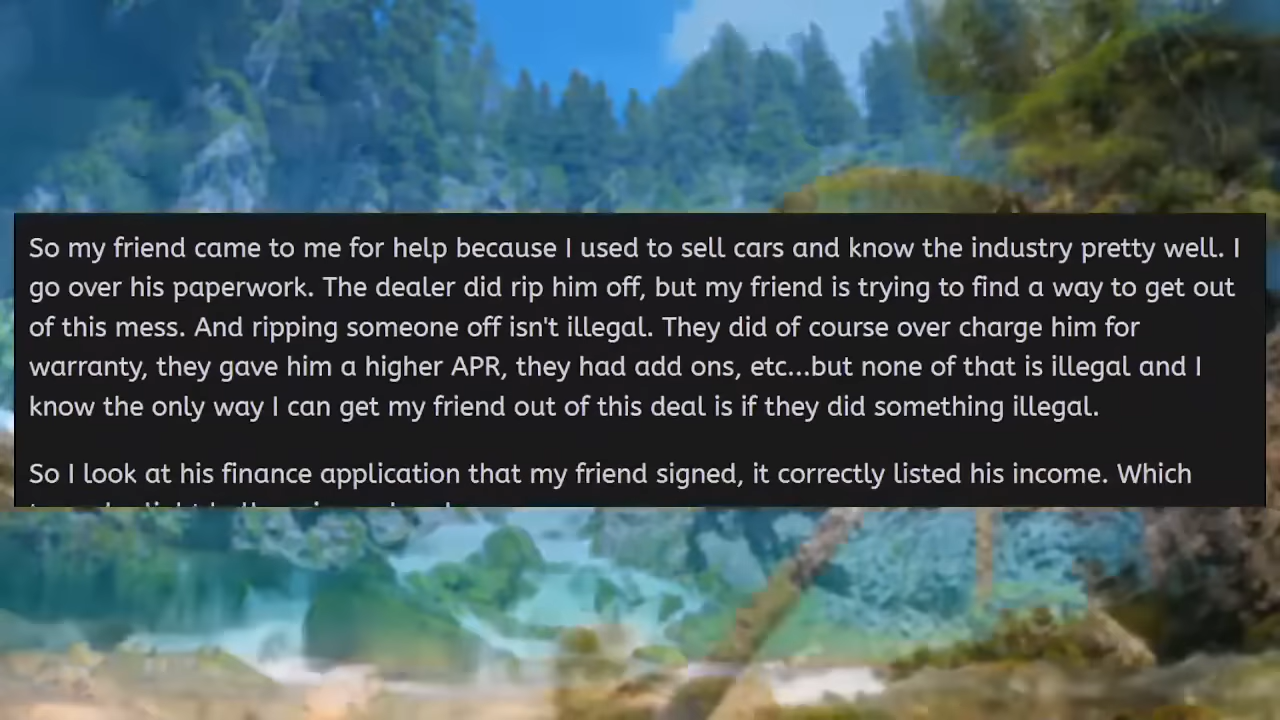 So my friend came to me for help because I used to sell cars and know the industry pretty well. I
go over his paperwork. The dealer did rip him off, but my friend is trying to find a way to get out
of this mess. And ripping someone off isn't illegal. They did of course over charge him for
warranty, they gave him a higher APR, they had add ons, etc...but none of that is illegal and I
know the only way I can get my friend out of this deal is if they did something illegal.
So I look at his finance application that my friend signed, it correctly listed his income. Which